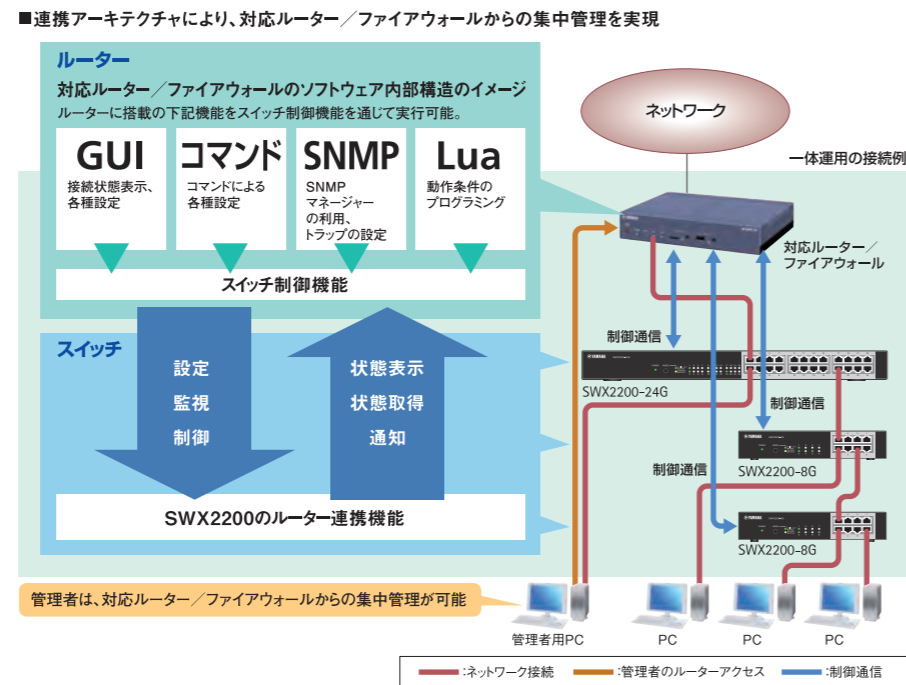 ■連携アーキテクチャにより、対応ルーター／ファイアウォールからの集中管理を実現
ルーター
対応ルーター／ファイアウォールのソフトウェア内部構造のイメージ
ルーターに搭載の下記機能をスイッチ制御機能を通じて実行可能。
GUI
接続状態表示、
各種設定
コマンド
コマンドによる
各種設定
SNMP
SNMP
マネージャー
の利用、
トラップの設定
Lua
動作条件の
プログラミング
スイッチ制御機能
スイッチ
設定
監視
制御
状態表示
状態取得
通知
SWX2200のルーター連携機能
ネットワーク
一体運用の接続例
対応ルーター／
ファイアウォール
制御通信
YAMAHA
SWX2200-24G
制御通信
YAMAHA
SWX2200-8G
制御通信
YAMAHA
SWX2200-8G
管理者は、対応ルーター／ファイアウォールからの集中管理が可能
管理者用PC
PC
PC
PC
:ネットワーク接続
:管理者のルーターアクセス
:制御通信